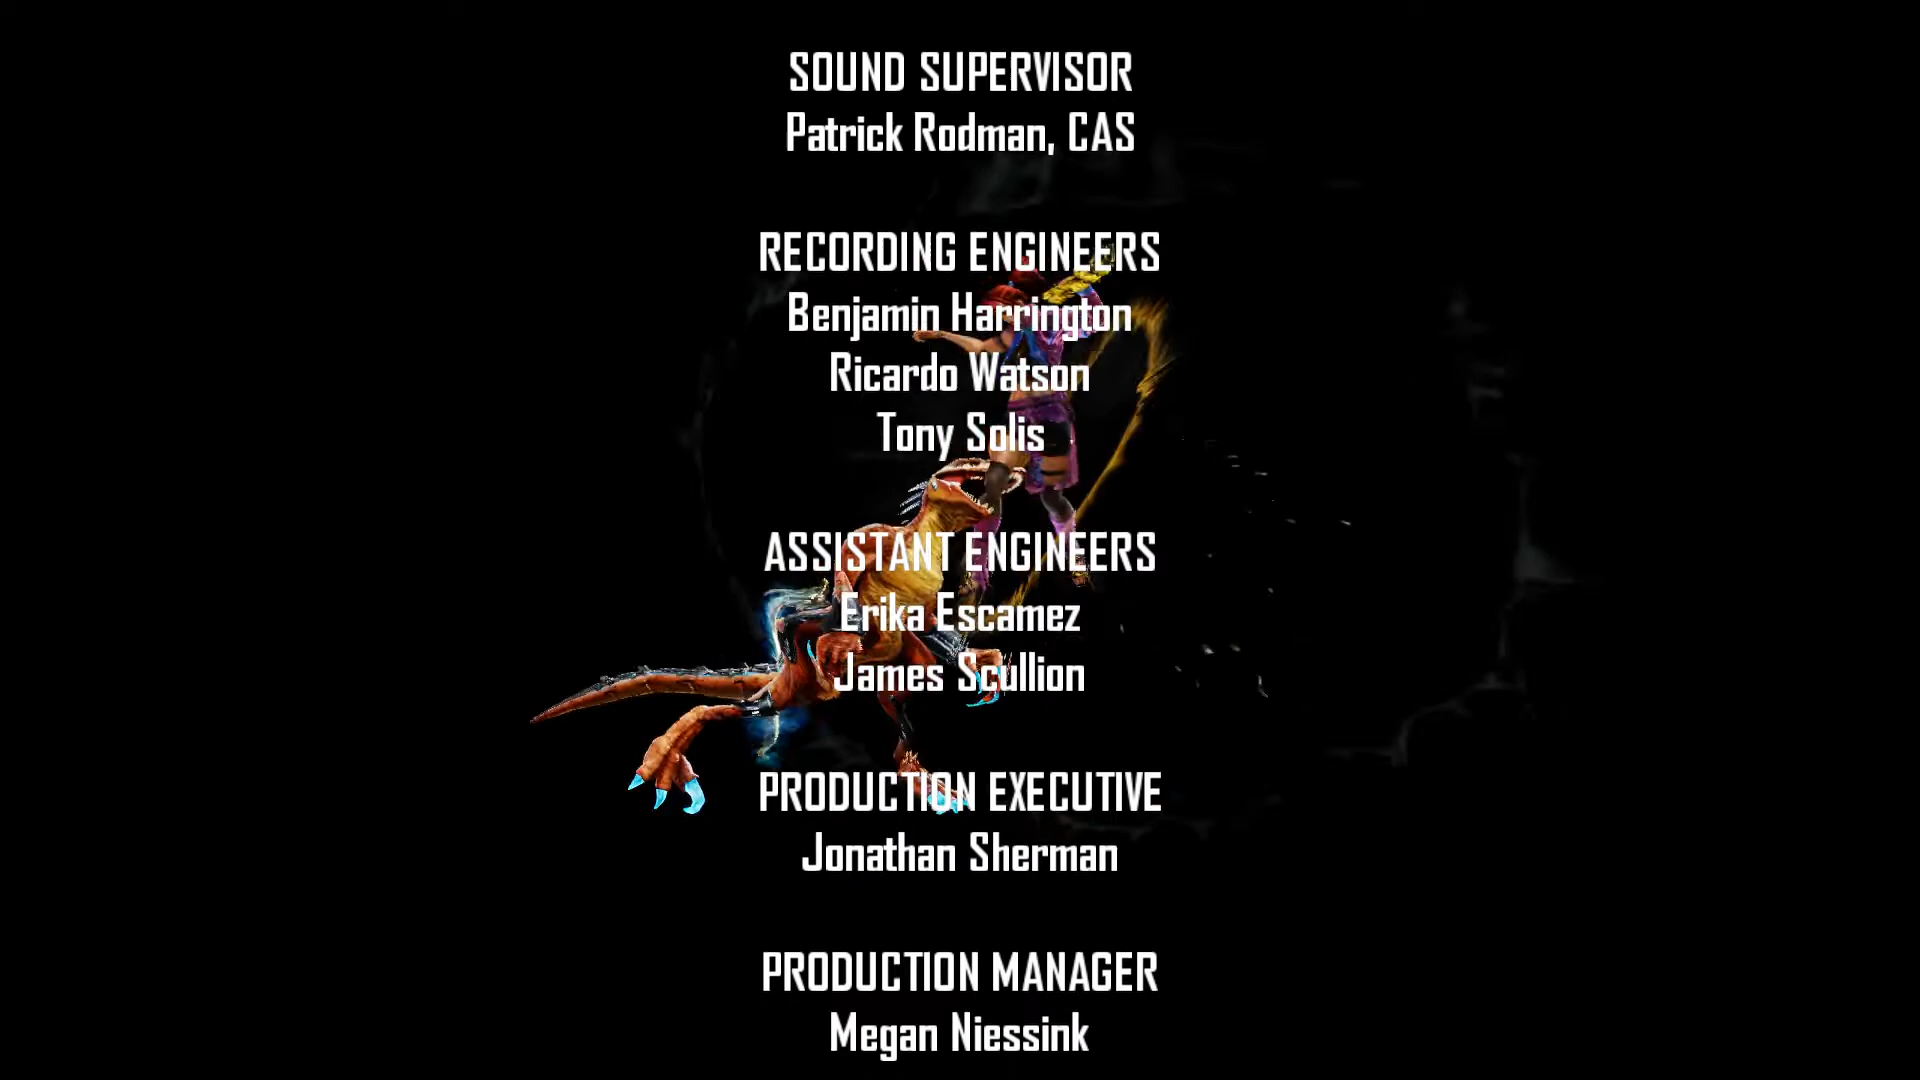 SOUND SUPERVISOR
Patrick Rodman, CAS
RECORDING ENGINEERS
Benjamin Harrington
Ricardo Watson
Tony Solis
ASSISTANT ENGINEERS
Erika Escamez
James Scullion
PRODUCTION EXECUTIVE
Jonathan Sherman
PRODUCTION MANAGER
Megan Niessink